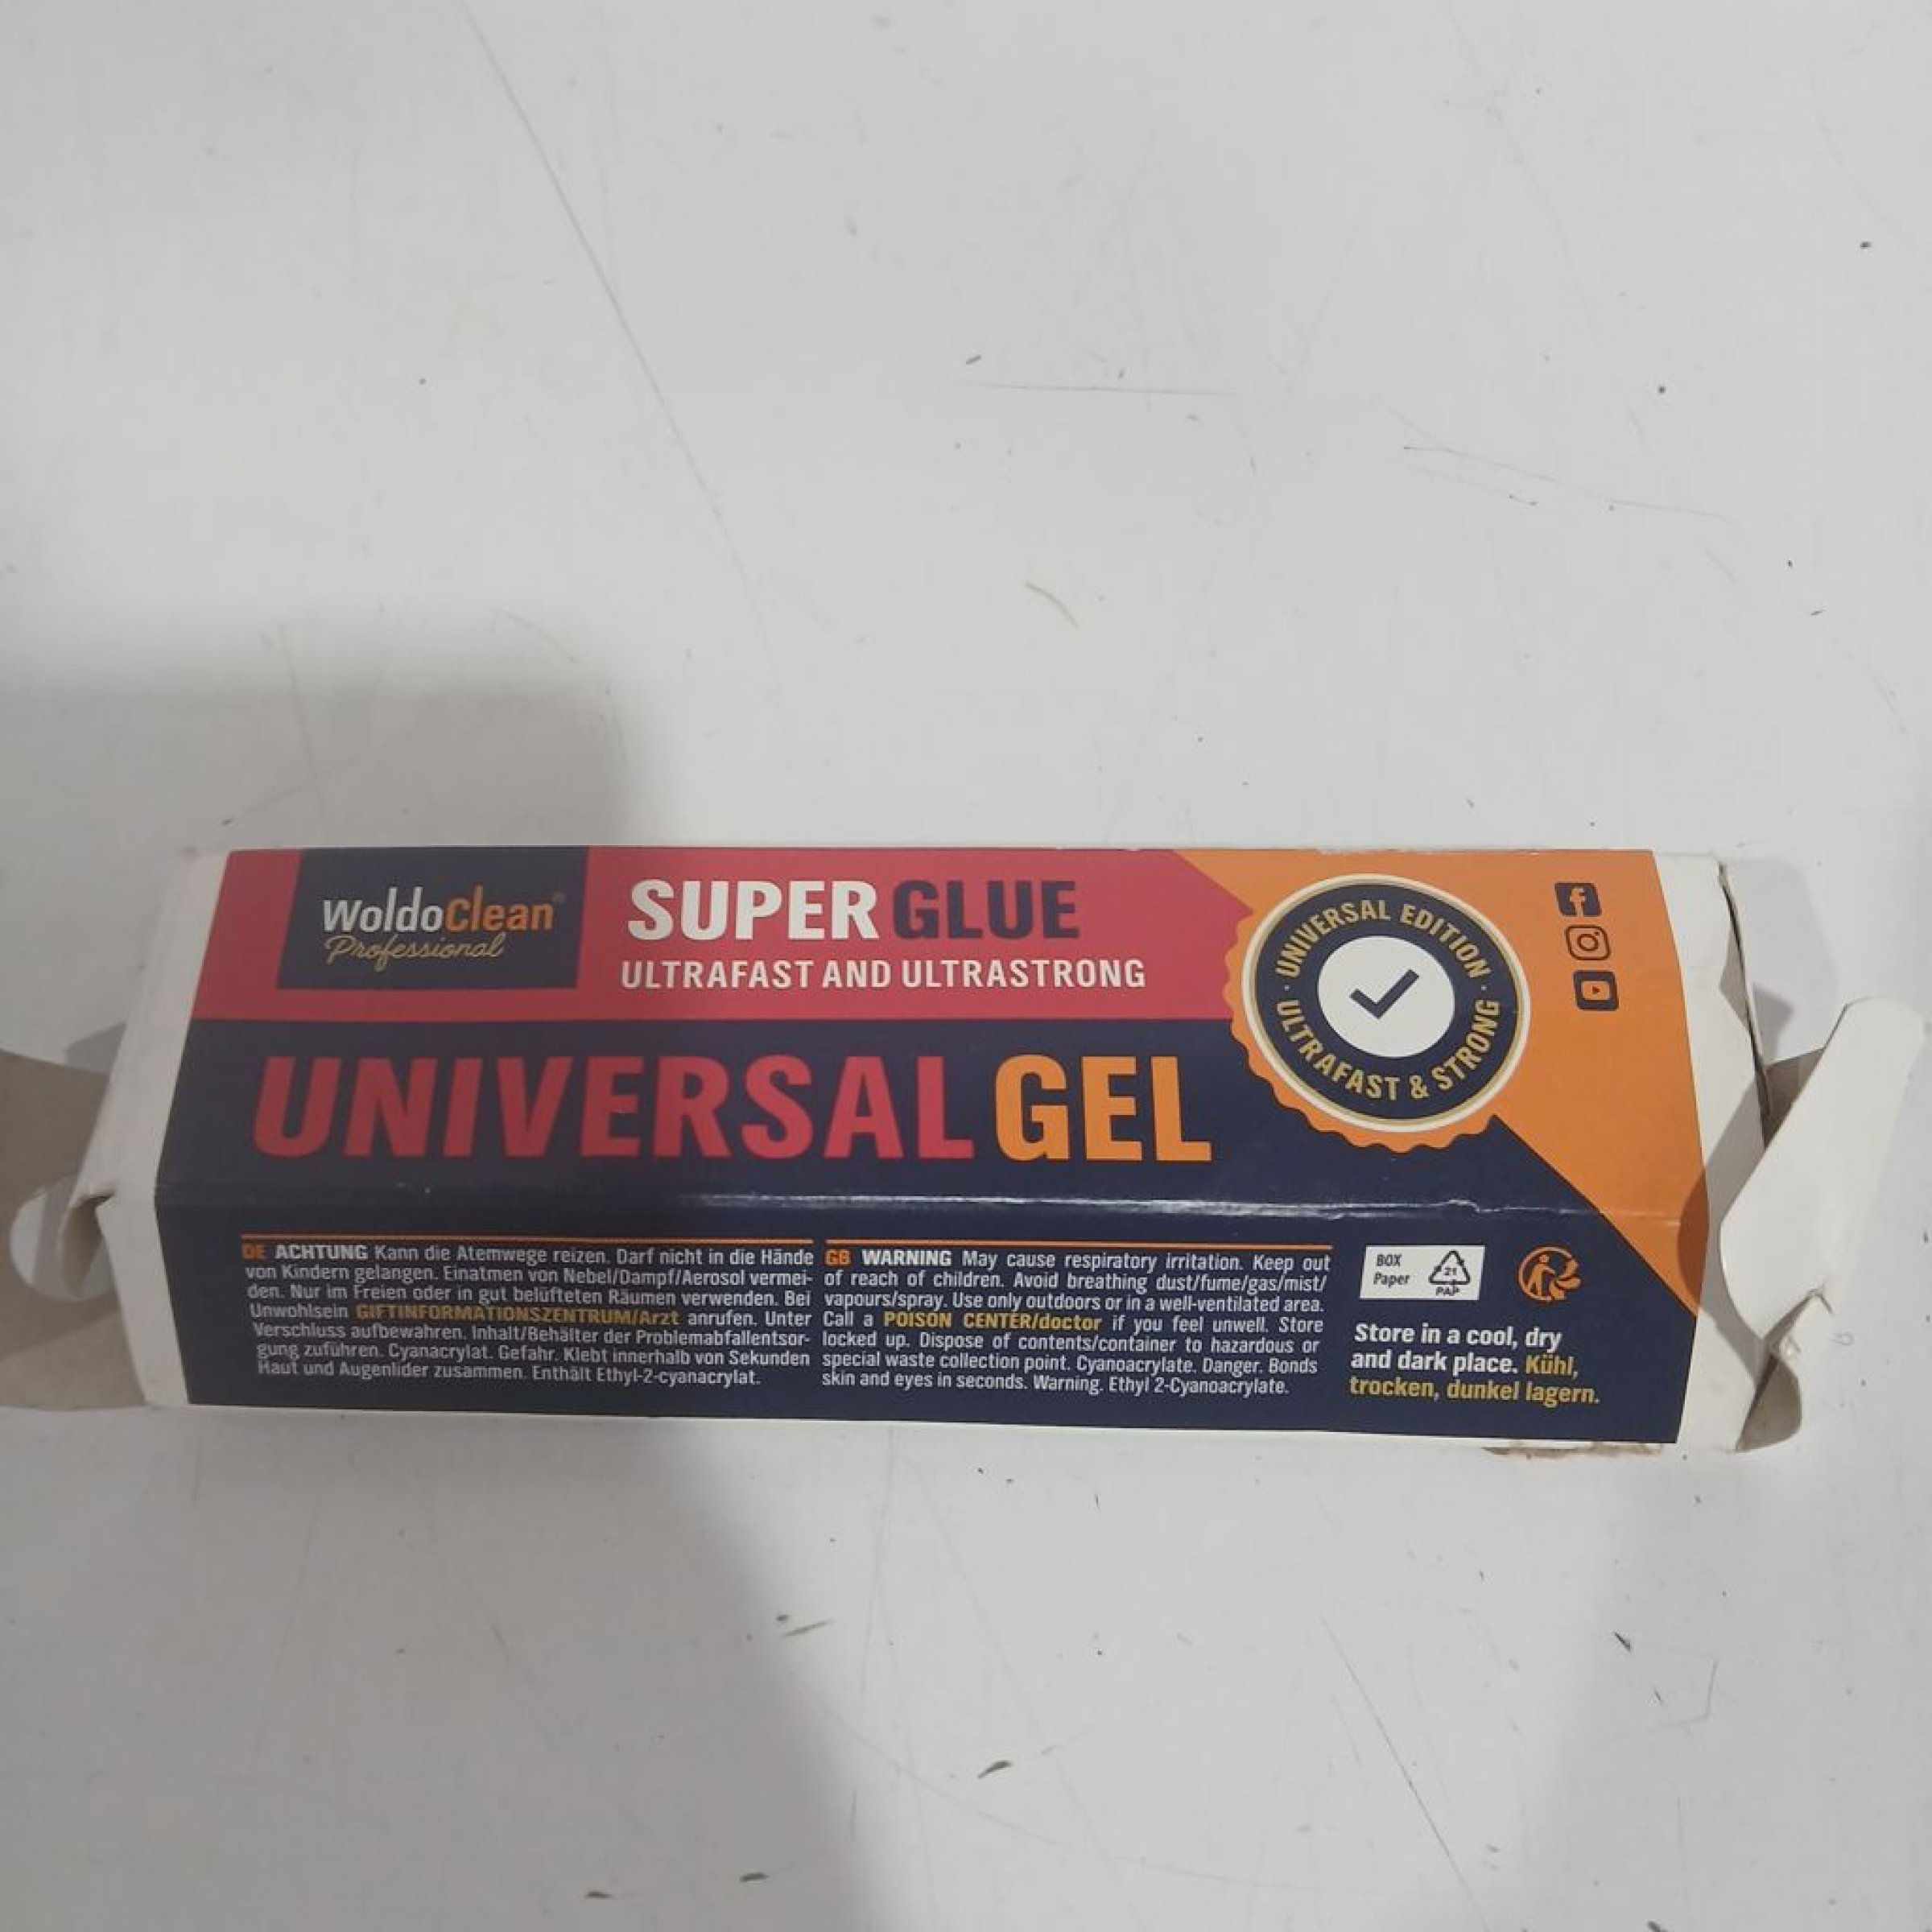 WoldoClean®
Professional
SUPER GLUE
ULTRAFAST AND ULTRASTRONG
UNIVERSAL GEL
· UNIVERSAL EDITION ·
ULTRAFAST & STRONG
DE ACHTUNG Kann die Atemwege reizen. Darf nicht in die Hände
von Kindern gelangen. Einatmen von Nebel/Dampf/Aerosol vermei-
den. Nur im Freien oder in gut belüfteten Räumen verwenden. Bei
Unwohlsein GIFTINFORMATIONSZENTRUM/Arzt anrufen. Unter
Verschluss aufbewahren. Inhalt/Behälter der Problemabfallentsor-
gung zuführen. Cyanacrylat. Gefahr. Klebt innerhalb von Sekunden
Haut und Augenlider zusammen. Enthält Ethyl-2-cyanacrylat.
GB WARNING May cause respiratory irritation. Keep out
of reach of children. Avoid breathing dust/fume/gas/mist/
vapours/spray. Use only outdoors or in a well-ventilated area.
Call a POISON CENTER/doctor if you feel unwell. Store
locked up. Dispose of contents/container to hazardous or
special waste collection point. Cyanoacrylate. Danger. Bonds
skin and eyes in seconds. Warning. Ethyl 2-Cyanoacrylate.
BOX
Paper
21
PAP
Store in a cool, dry
and dark place. Kühl,
trocken, dunkel lagern.